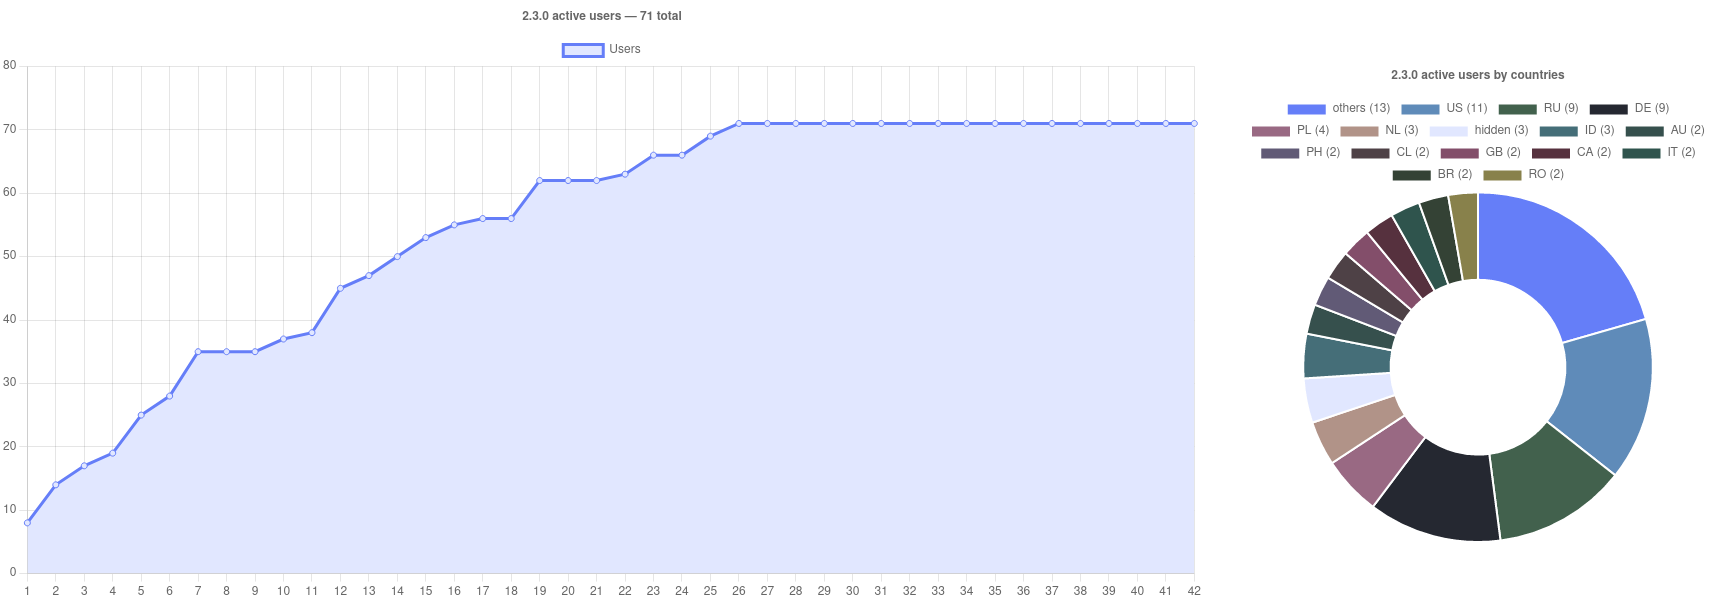 2.3.0 active users — 71 total
Users
80
70
60
50
40
30
20
10
0
1 2 3 4 5 6 7 8 9 10 11 12 13 14 15 16 17 18 19 20 21 22 23 24 25 26 27 28 29 30 31 32 33 34 35 36 37 38 39 40 41 42
2.3.0 active users by countries
others (13) US (11) RU (9) DE (9)
PL (4) NL (3) hidden (3) ID (3) AU (2)
PH (2) CL (2) GB (2) CA (2) IT (2)
BR (2) RO (2)